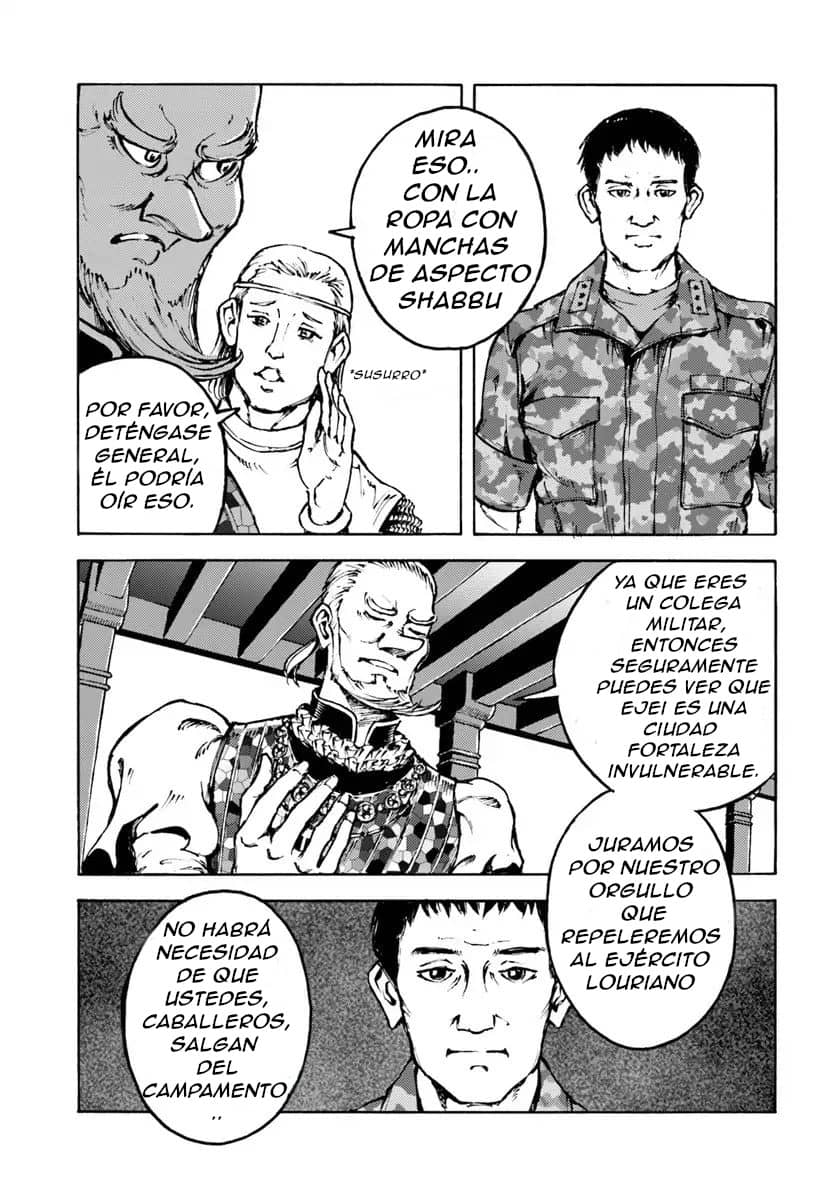 MIRA
ESO..
CON LA
ROPA CON
MANCHAS
DE ASPECTO
SHABBU
*SUSURRO*
POR FAVOR,
DETÉNGASE
GENERAL,
ÉL PODRÍA
OÍR ESO.
YA QUE ERES
UN COLEGA
MILITAR,
ENTONCES
SEGURAMENTE
PUEDES VER QUE
EJEI ES UNA
CIUDAD
FORTALEZA
INVULNERABLE.
JURAMOS
POR NUESTRO
ORGULLO
QUE
REPELEREMOS
AL EJÉRCITO
LOURIANO
NO HABRÁ
NECESIDAD
DE QUE
USTEDES,
CABALLEROS,
SALGAN
DEL
CAMPAMENTO
..